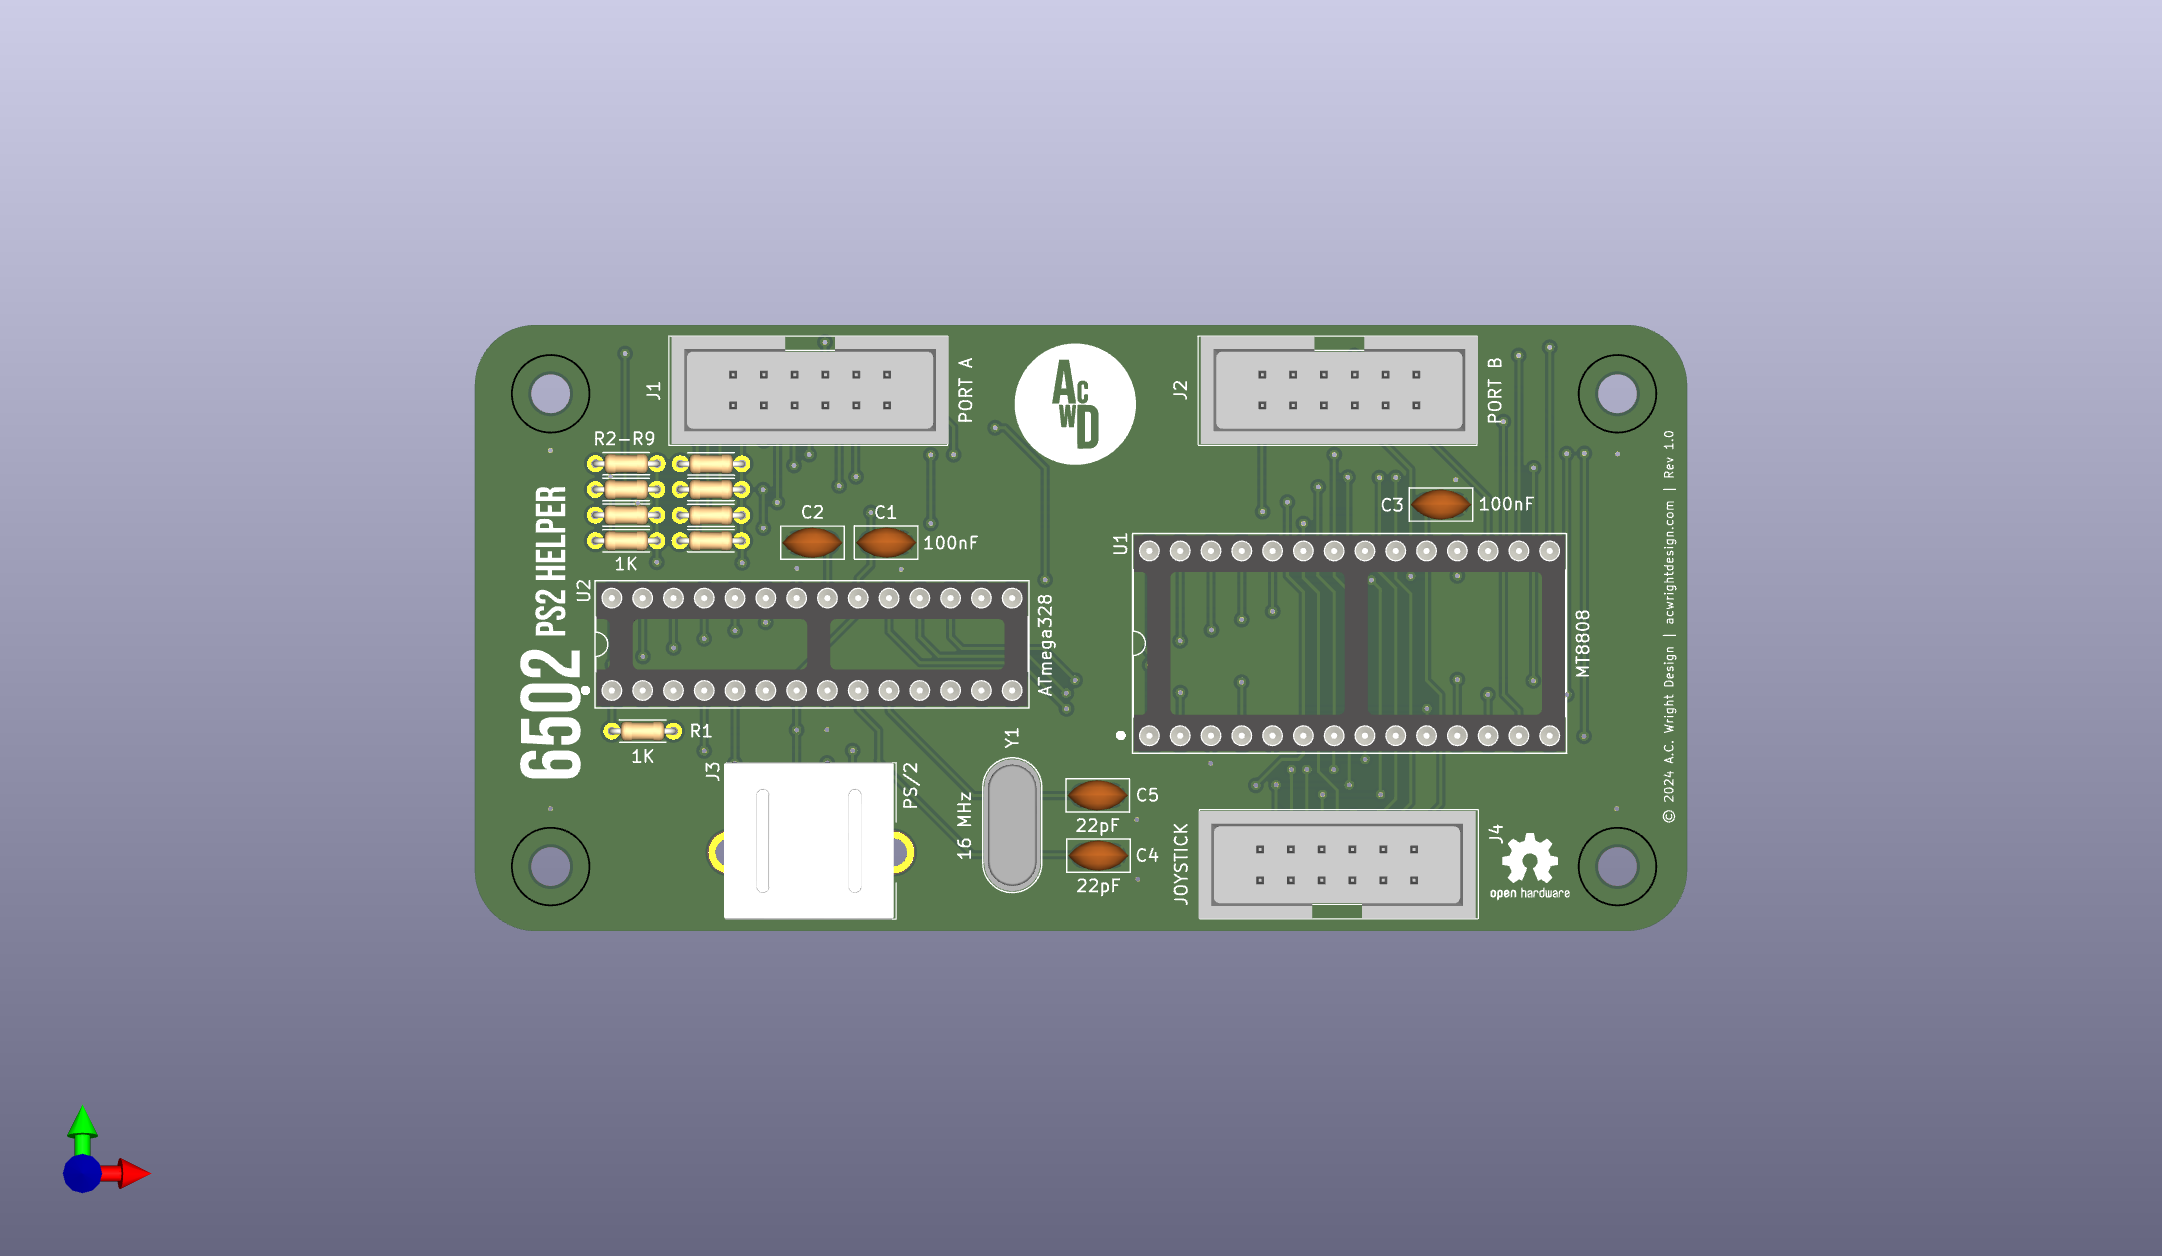 J1
PORT A
AcwD
J2
PORT B
R2-R9
1K
C2
C1
100nF
C3
100nF
U2
U1
ATmega328
MT8808
6502 PS2 HELPER
R1
1K
J3
PS/2
Y1
16 MHz
C5
22pF
C4
22pF
JOYSTICK
J4
open hardware
© 2024 A.C. Wright Design | acwrightdesign.com | Rev 1.0